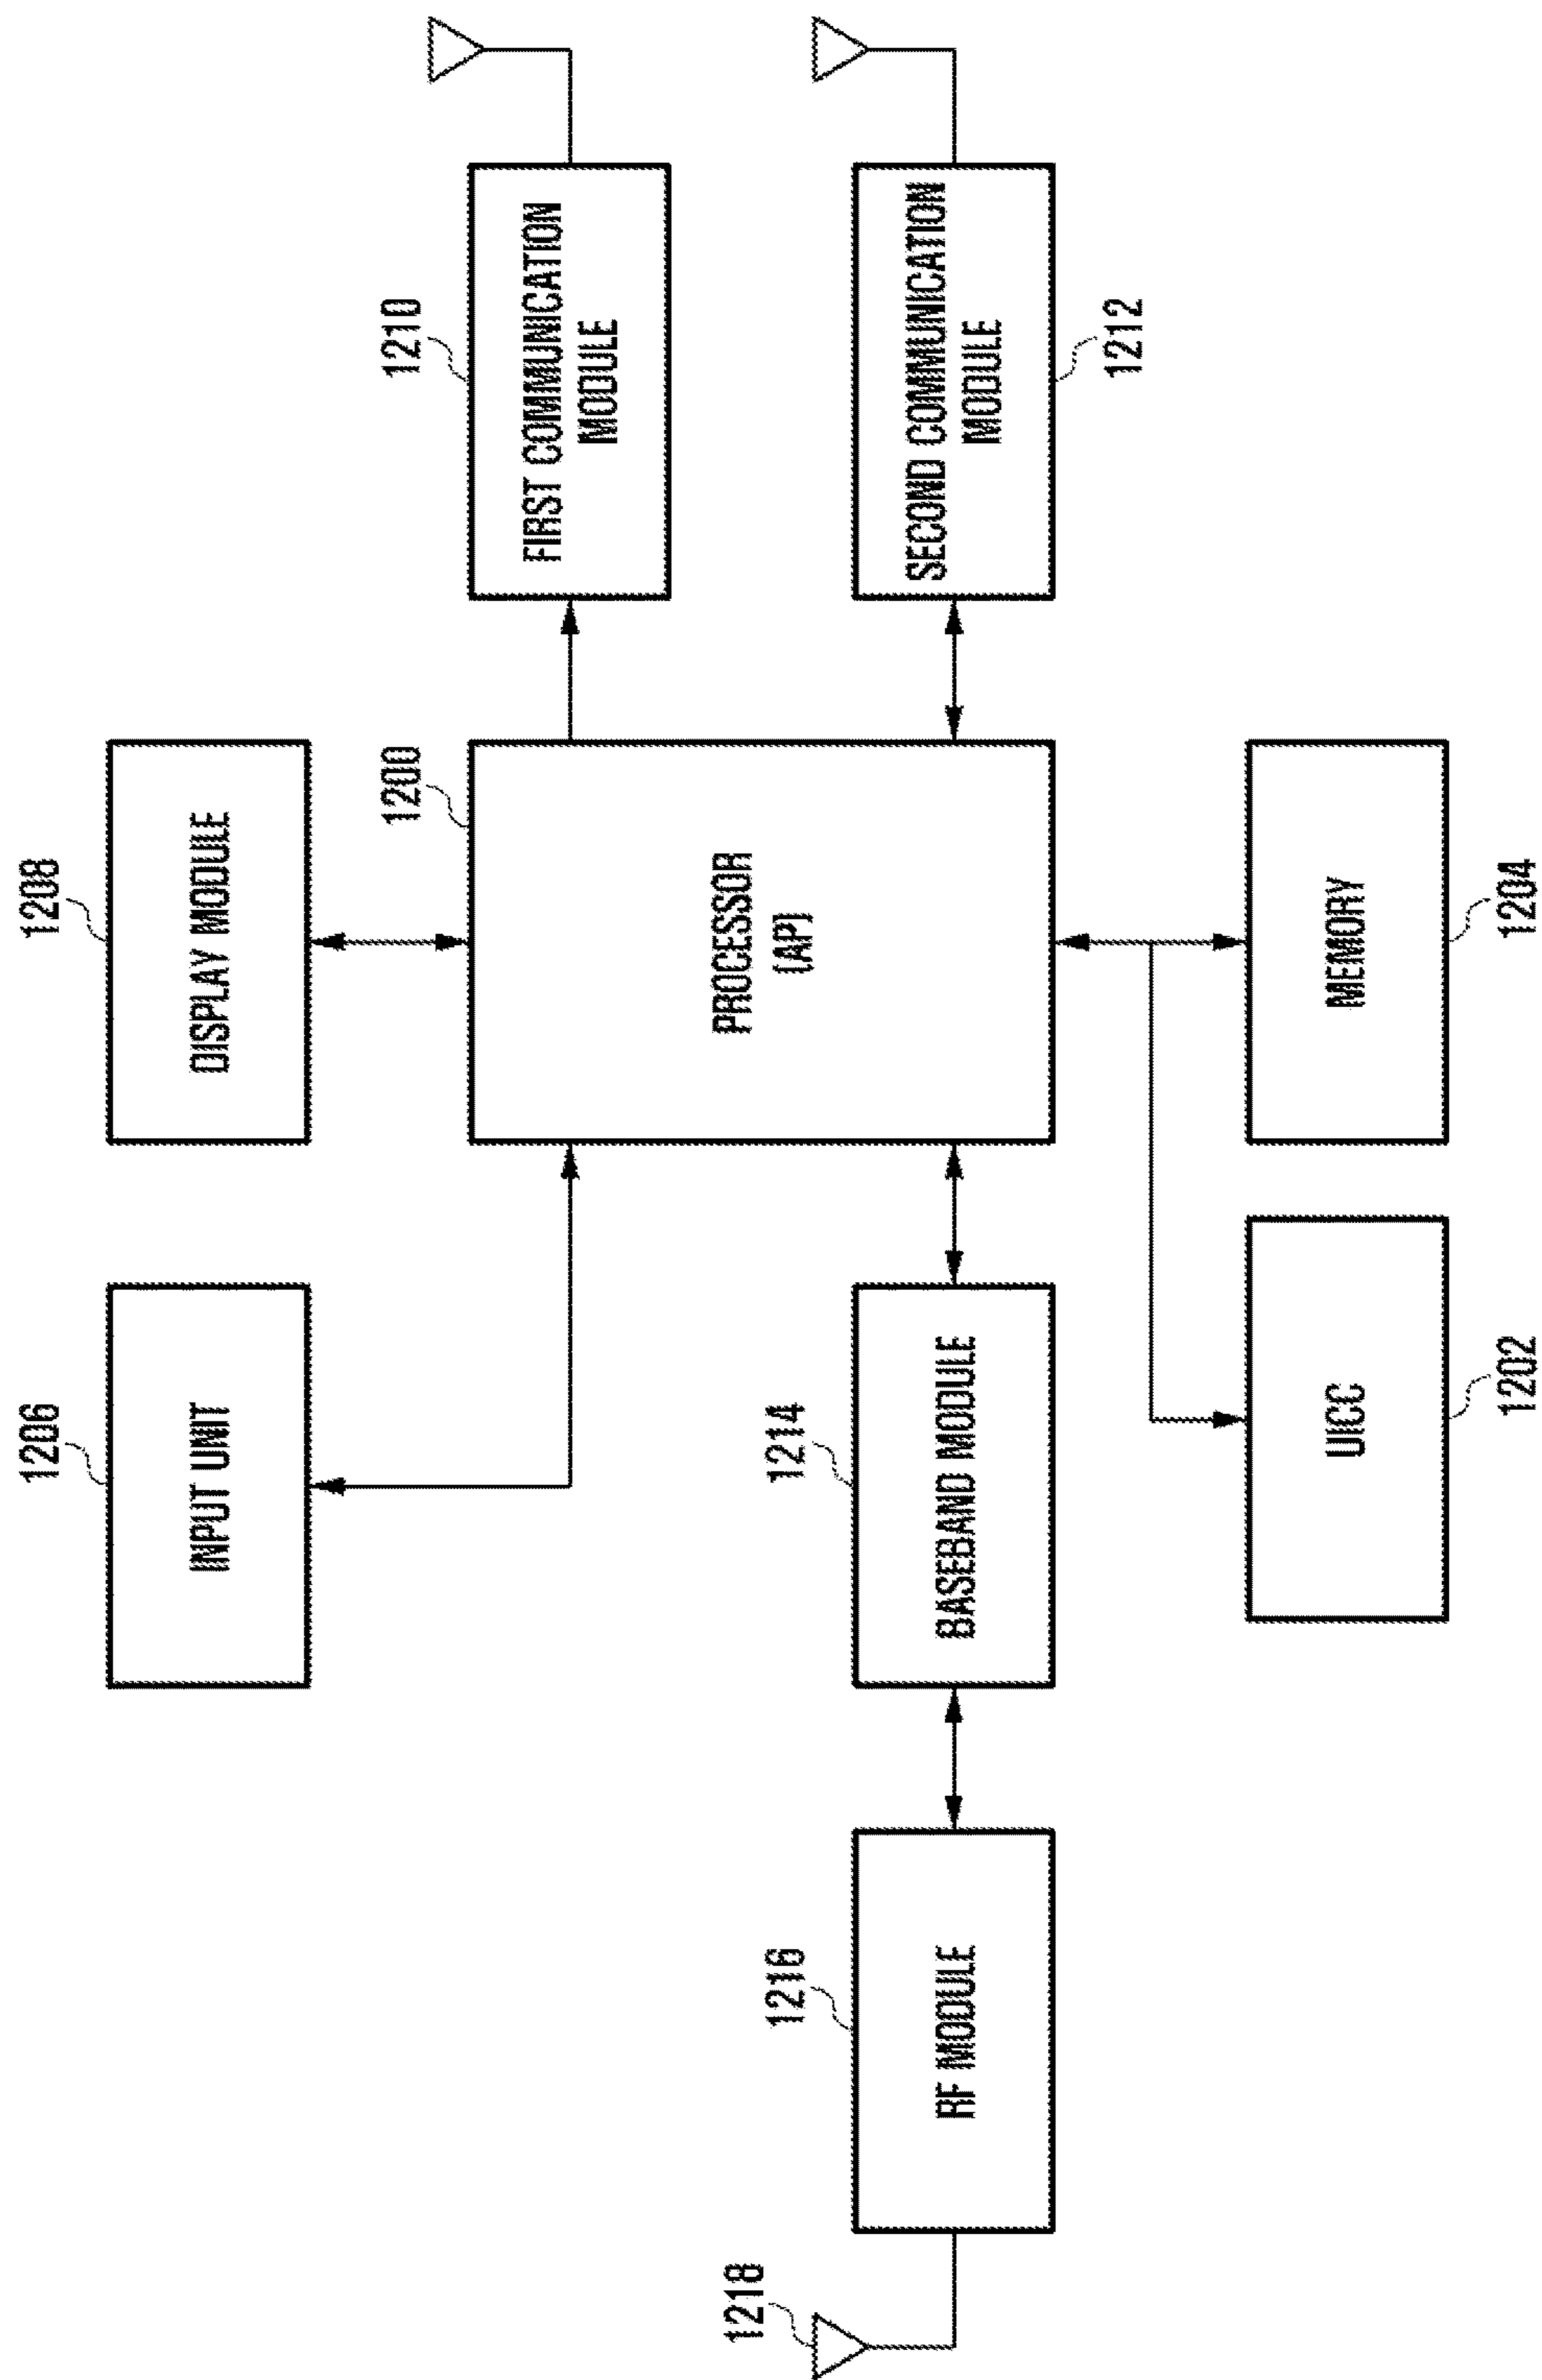 1206
1208
INPUT UNIT
DISPLAY MODULE
1200
1210
FIRST COMMUNICATION
MODULE
1218
1216
1214
PROCESSOR
(AP)
RF MODULE
BASEBAND MODULE
SECOND COMMUNICATION
MODULE
1212
UICC
MEMORY
1202
1204